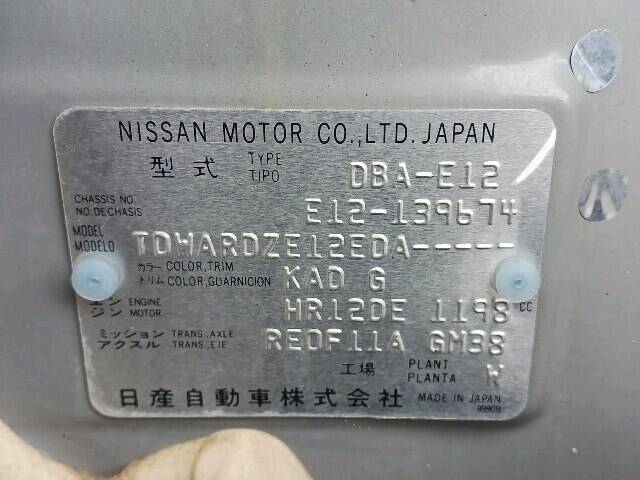 NISSAN MOTOR CO.,LTD. JAPAN
型式 TYPE TIPO DBA-E12
CHASSIS NO. NO.DECHASIS E12-139674
MODEL MODELO TDWARDZE12EDA-----
カラー COLOR,TRIM
トリム COLOR,GUARNICION KAD G
エン ENGINE
ジン MOTOR HR12DE 1198 CC
ミッション TRANS.,AXLE
アクスル TRANS.,EJE REOF11A GM38
工場 PLANT PLANTA W
日産自動車株式会社 MADE IN JAPAN